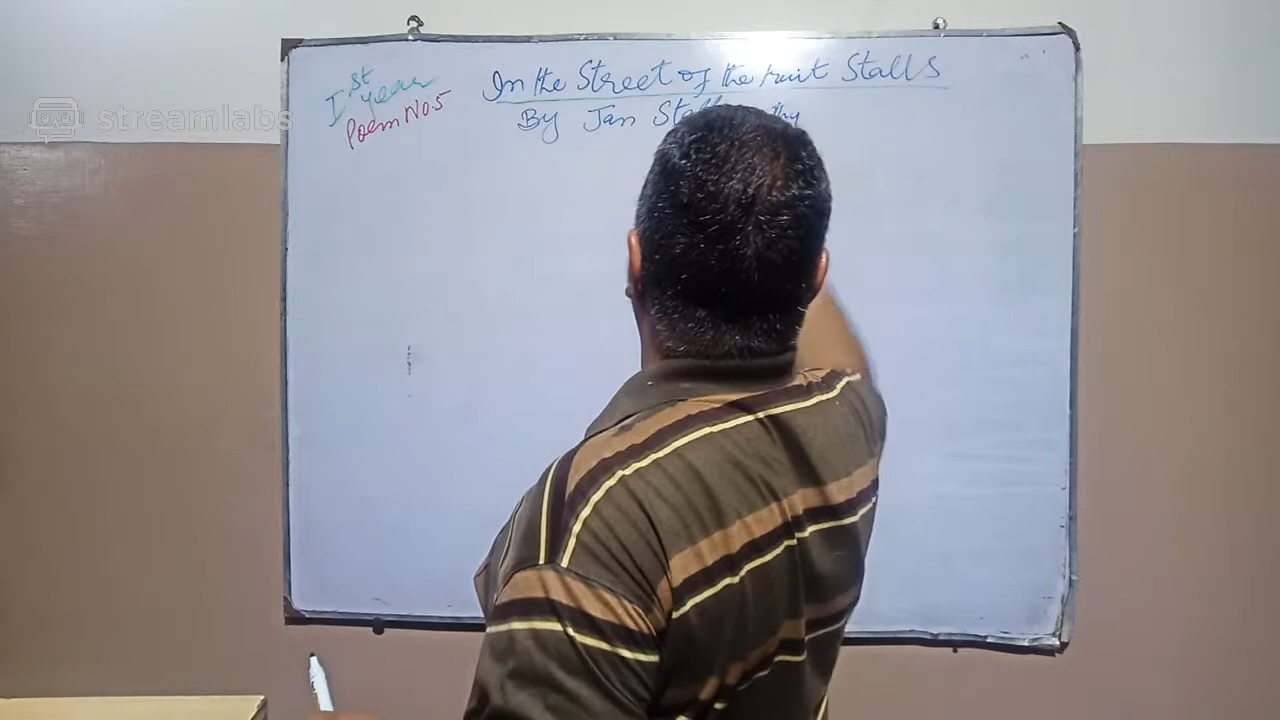 streamlabs
Ist year
Poem No 5
In the Street of the fruit Stalls
By Jan